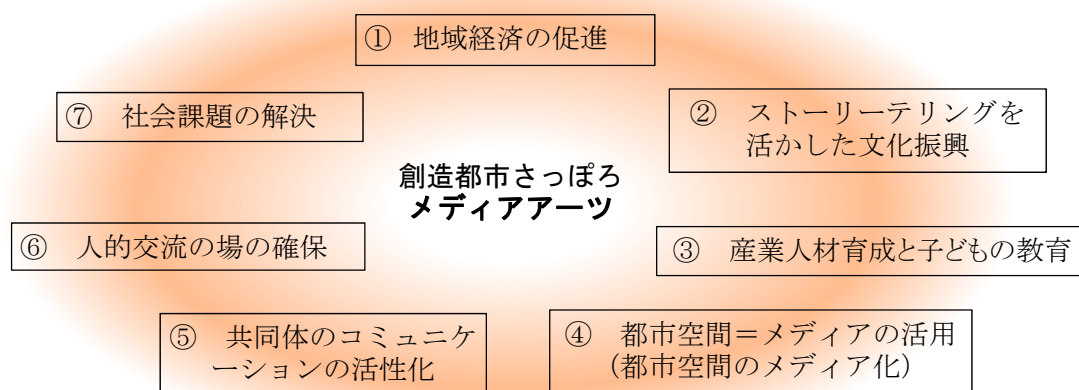 ① 地域経済の促進
⑦ 社会課題の解決
② ストーリーテリングを
活かした文化振興
創造都市さっぽろ
メディアアーツ
⑥ 人的交流の場の確保
③ 産業人材育成と子どもの教育
⑤ 共同体のコミュニケ
ーションの活性化
④ 都市空間＝メディアの活用
（都市空間のメディア化）